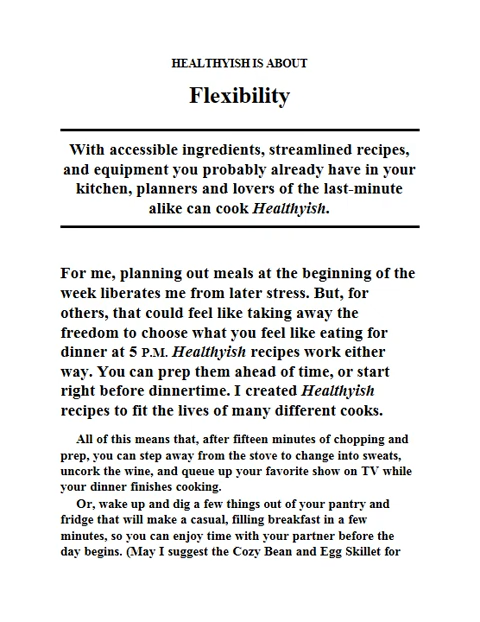 HEALTHYISH IS ABOUT
Flexibility
With accessible ingredients, streamlined recipes,
and equipment you probably already have in your
kitchen, planners and lovers of the last-minute
alike can cook Healthyish.
For me, planning out meals at the beginning of the
week liberates me from later stress. But, for
others, that could feel like taking away the
freedom to choose what you feel like eating for
dinner at 5 P.M. Healthyish recipes work either
way. You can prep them ahead of time, or start
right before dinnertime. I created Healthyish
recipes to fit the lives of many different cooks.
All of this means that, after fifteen minutes of chopping and
prep, you can step away from the stove to change into sweats,
uncork the wine, and queue up your favorite show on TV while
your dinner finishes cooking.
Or, wake up and dig a few things out of your pantry and
fridge that will make a casual, filling breakfast in a few
minutes, so you can enjoy time with your partner before the
day begins. (May I suggest the Cozy Bean and Egg Skillet for